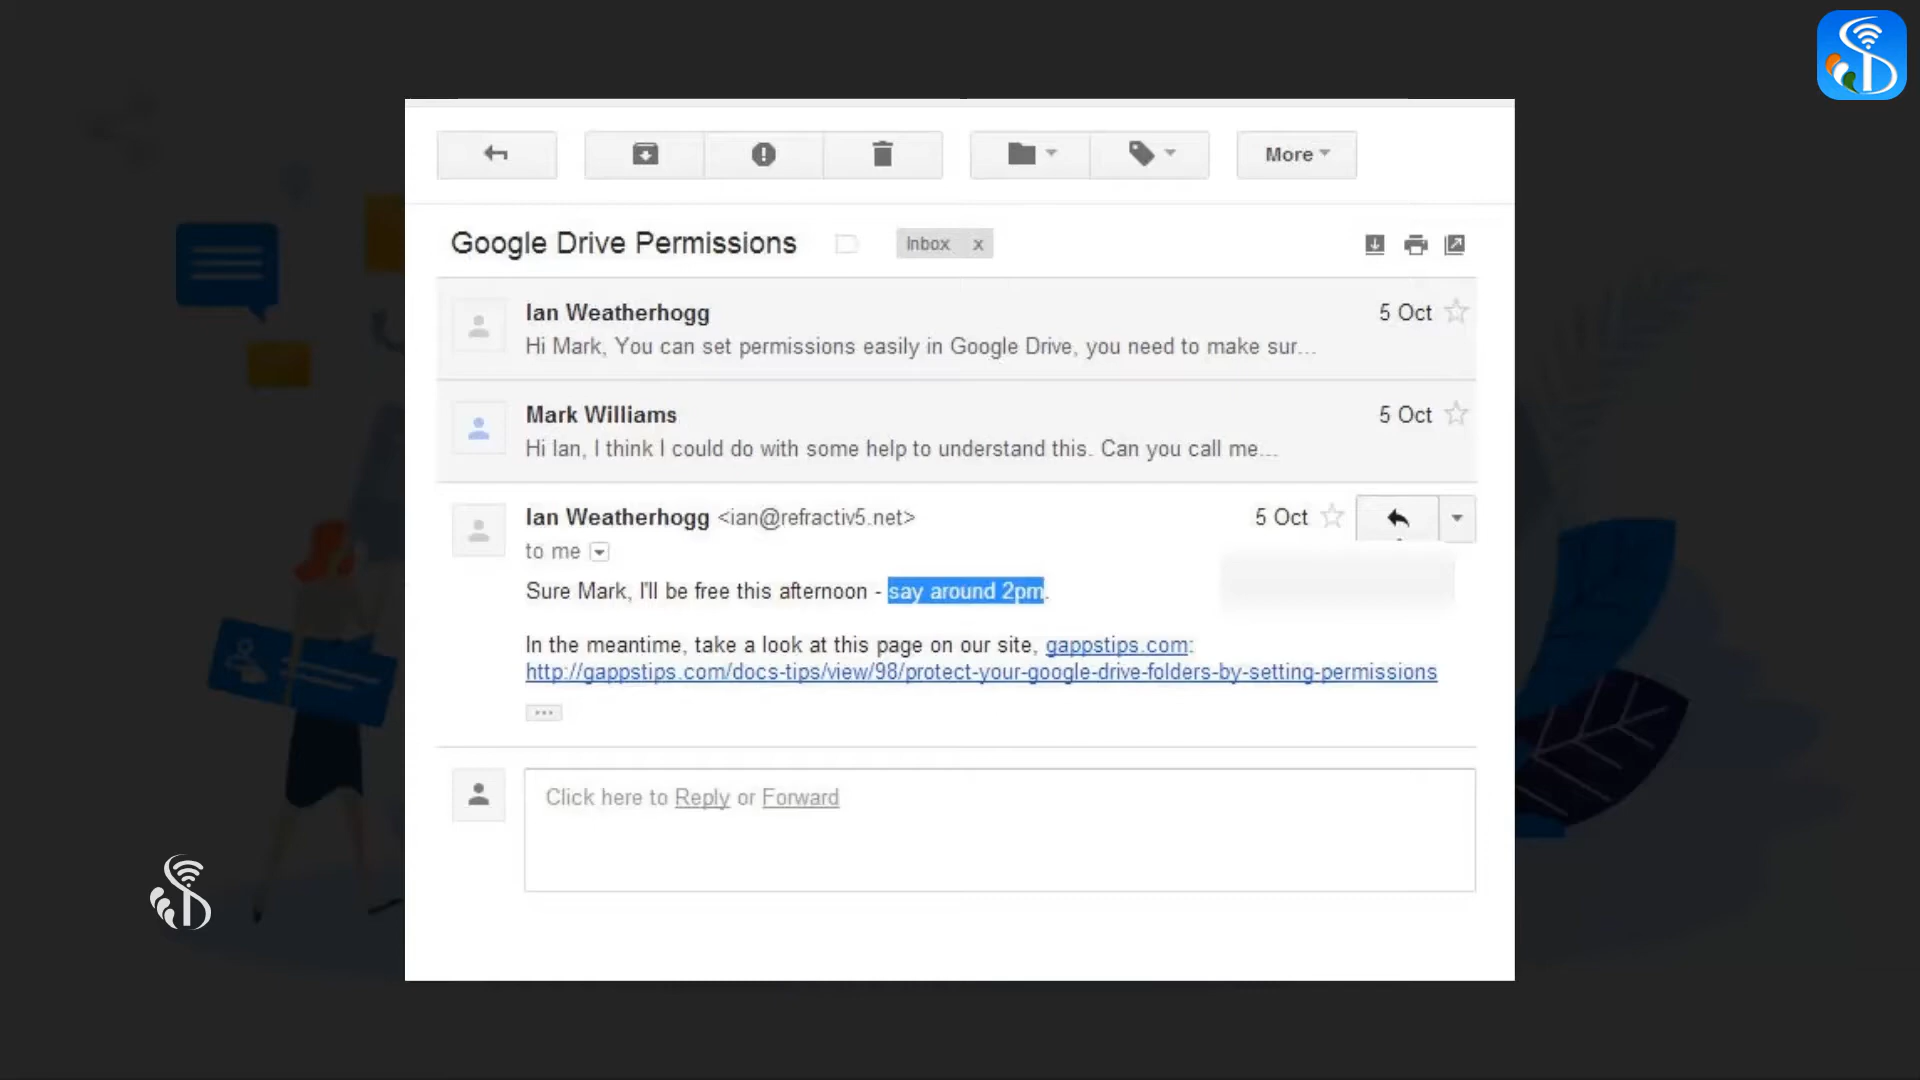 More
Google Drive Permissions
Inbox x
Ian Weatherhogg 5 Oct
Hi Mark, You can set permissions easily in Google Drive, you need to make sur...
Mark Williams 5 Oct
Hi Ian, I think I could do with some help to understand this. Can you call me...
Ian Weatherhogg <ian@refractiv5.net> 5 Oct
to me
Sure Mark, I'll be free this afternoon - say around 2pm.
In the meantime, take a look at this page on our site, gappstips.com:
http://gappstips.com/docs-tips/view/98/protect-your-google-drive-folders-by-setting-permissions
...
Click here to Reply or Forward